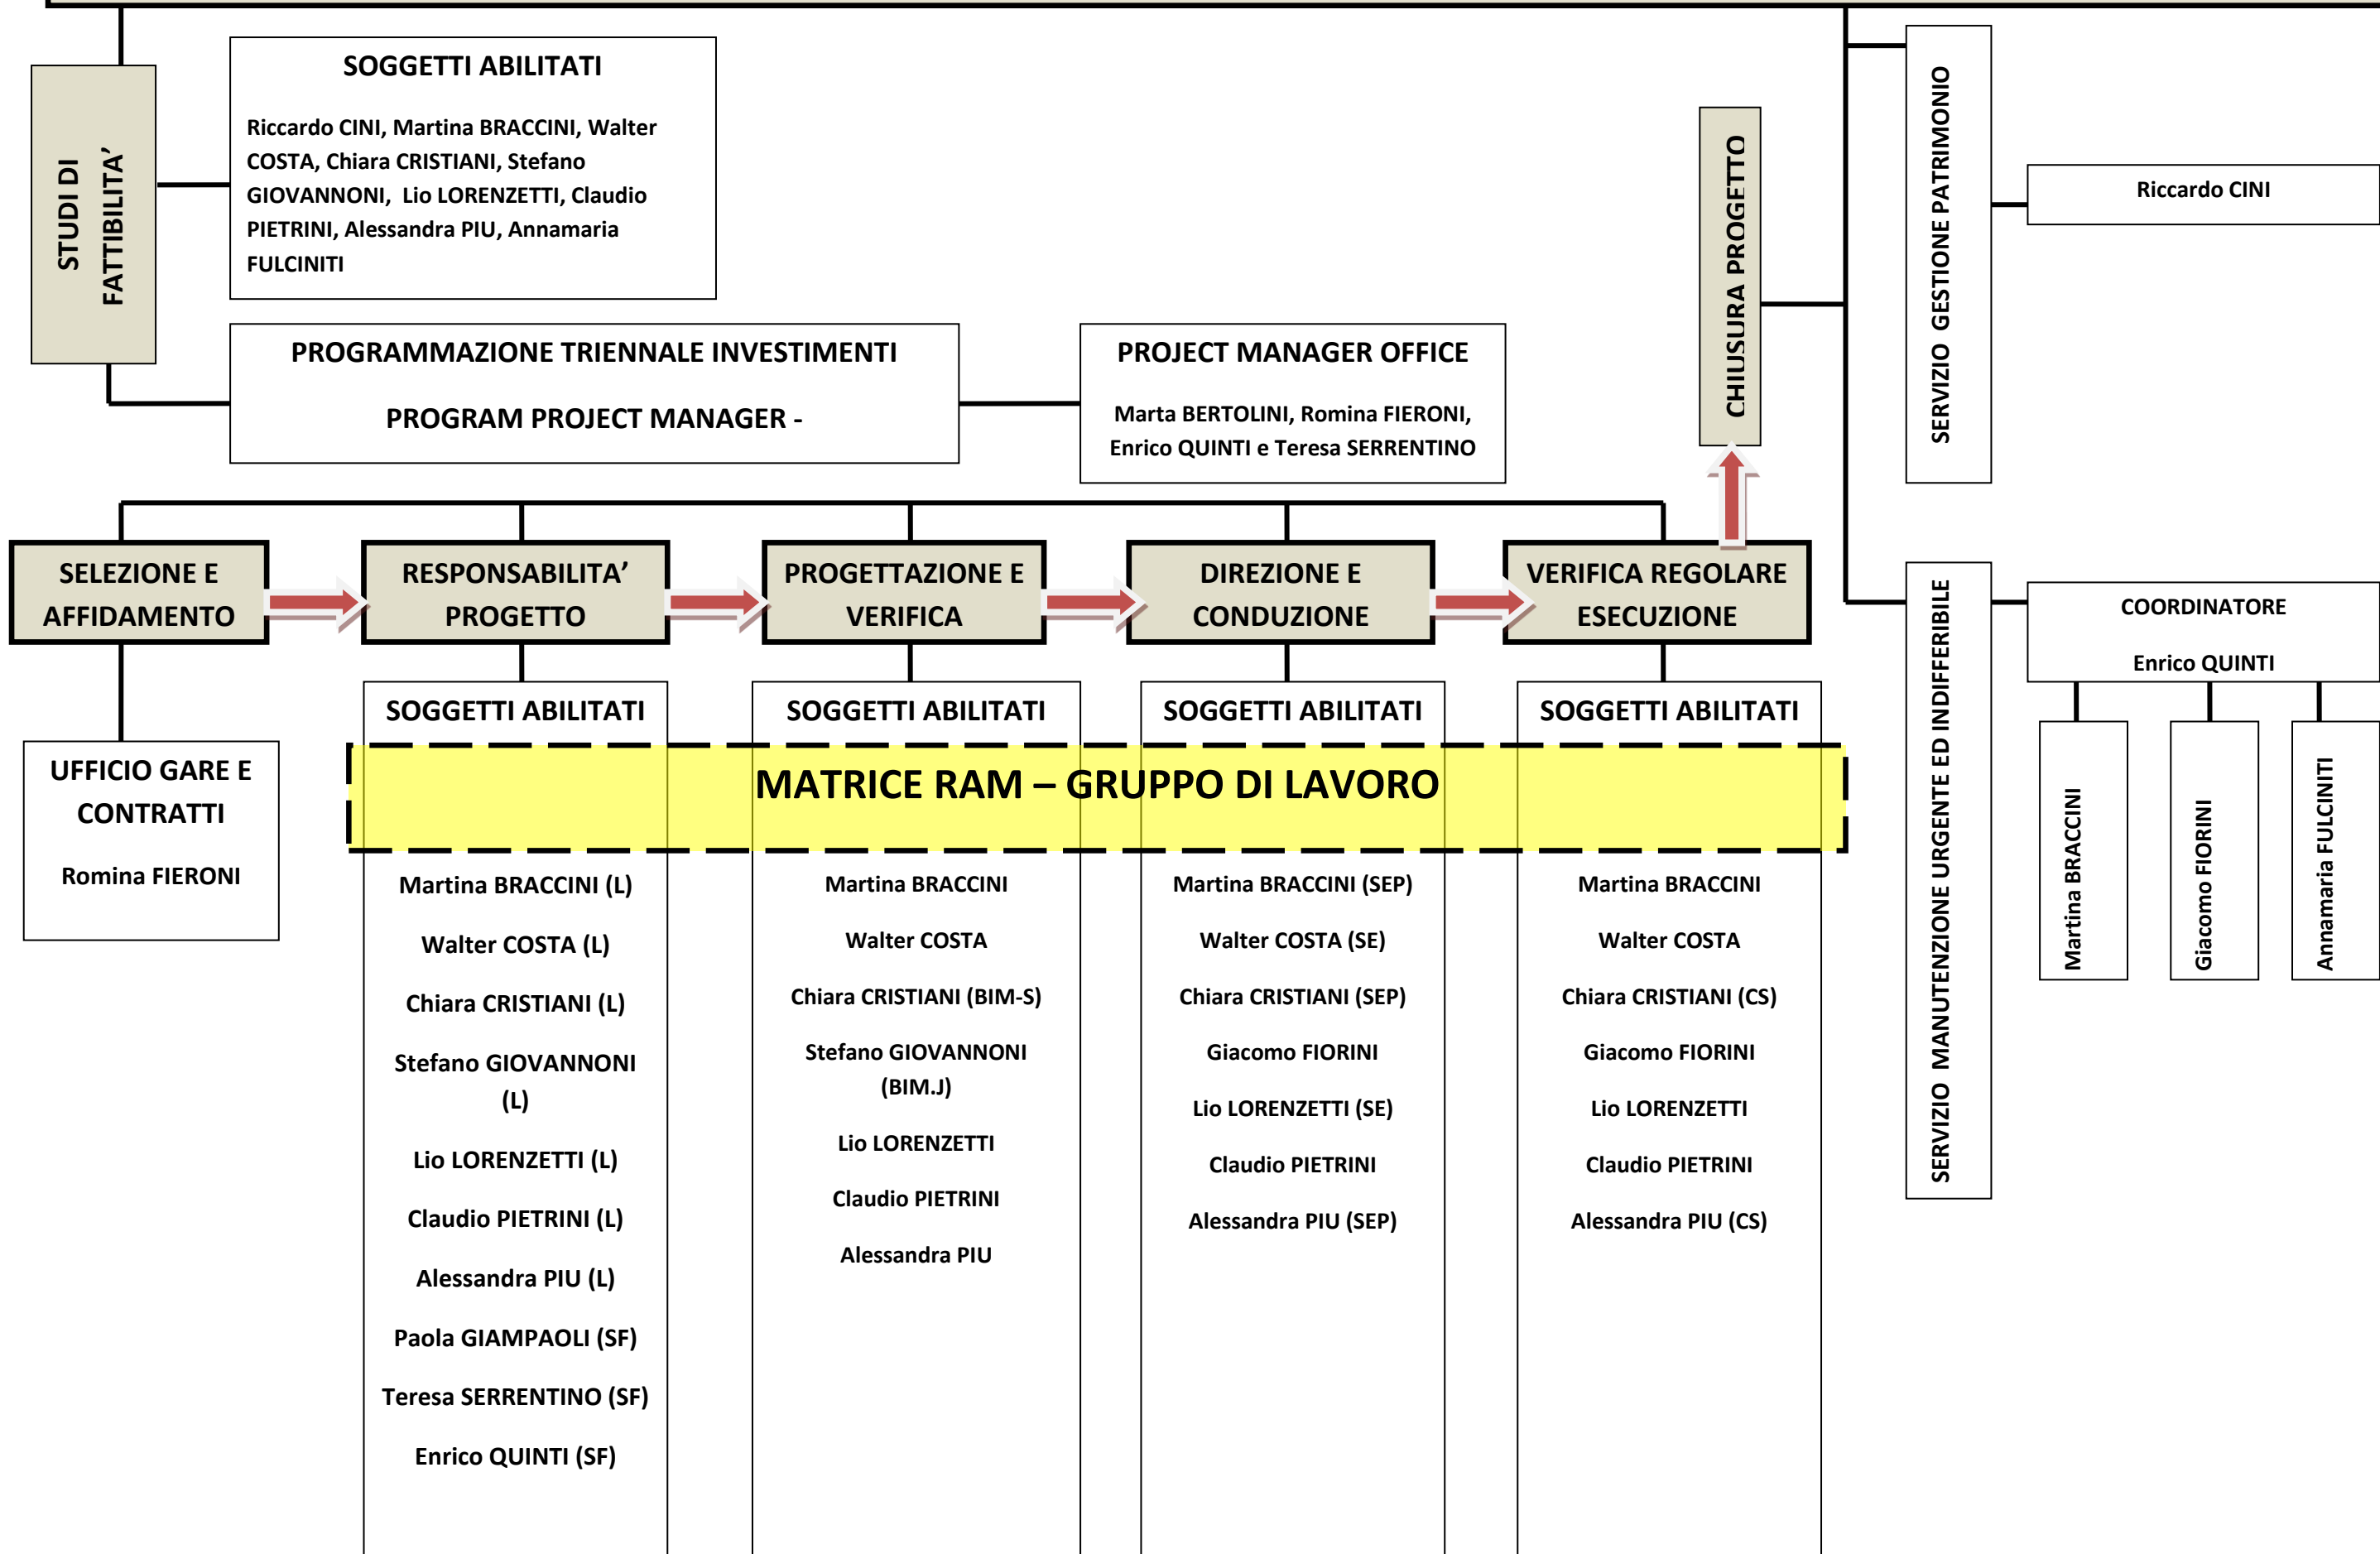 STUDI DI
FATTIBILITA’
SOGGETTI ABILITATI
Riccardo CINI, Martina BRACCINI, Walter
COSTA, Chiara CRISTIANI, Stefano
GIOVANNONI, Lio LORENZETTI, Claudio
PIETRINI, Alessandra PIU, Annamaria
FULCINITI
PROGRAMMAZIONE TRIENNALE INVESTIMENTI
PROGRAM PROJECT MANAGER -
PROJECT MANAGER OFFICE
Marta BERTOLINI, Romina FIERONI,
Enrico QUINTI e Teresa SERRENTINO
CHIUSURA PROGETTO
SERVIZIO GESTIONE PATRIMONIO
Riccardo CINI
SELEZIONE E
AFFIDAMENTO
RESPONSABILITA’
PROGETTO
PROGETTAZIONE E
VERIFICA
DIREZIONE E
CONDUZIONE
VERIFICA REGOLARE
ESECUZIONE
SERVIZIO MANUTENZIONE URGENTE ED INDIFFERIBILE
COORDINATORE
Enrico QUINTI
Martina BRACCINI
Giacomo FIORINI
Annamaria FULCINITI
UFFICIO GARE E
CONTRATTI
Romina FIERONI
SOGGETTI ABILITATI
SOGGETTI ABILITATI
SOGGETTI ABILITATI
SOGGETTI ABILITATI
MATRICE RAM – GRUPPO DI LAVORO
Martina BRACCINI (L)
Walter COSTA (L)
Chiara CRISTIANI (L)
Stefano GIOVANNONI
(L)
Lio LORENZETTI (L)
Claudio PIETRINI (L)
Alessandra PIU (L)
Paola GIAMPAOLI (SF)
Teresa SERRENTINO (SF)
Enrico QUINTI (SF)
Martina BRACCINI
Walter COSTA
Chiara CRISTIANI (BIM-S)
Stefano GIOVANNONI
(BIM.J)
Lio LORENZETTI
Claudio PIETRINI
Alessandra PIU
Martina BRACCINI (SEP)
Walter COSTA (SE)
Chiara CRISTIANI (SEP)
Giacomo FIORINI
Lio LORENZETTI (SE)
Claudio PIETRINI
Alessandra PIU (SEP)
Martina BRACCINI
Walter COSTA
Chiara CRISTIANI (CS)
Giacomo FIORINI
Lio LORENZETTI
Claudio PIETRINI
Alessandra PIU (CS)